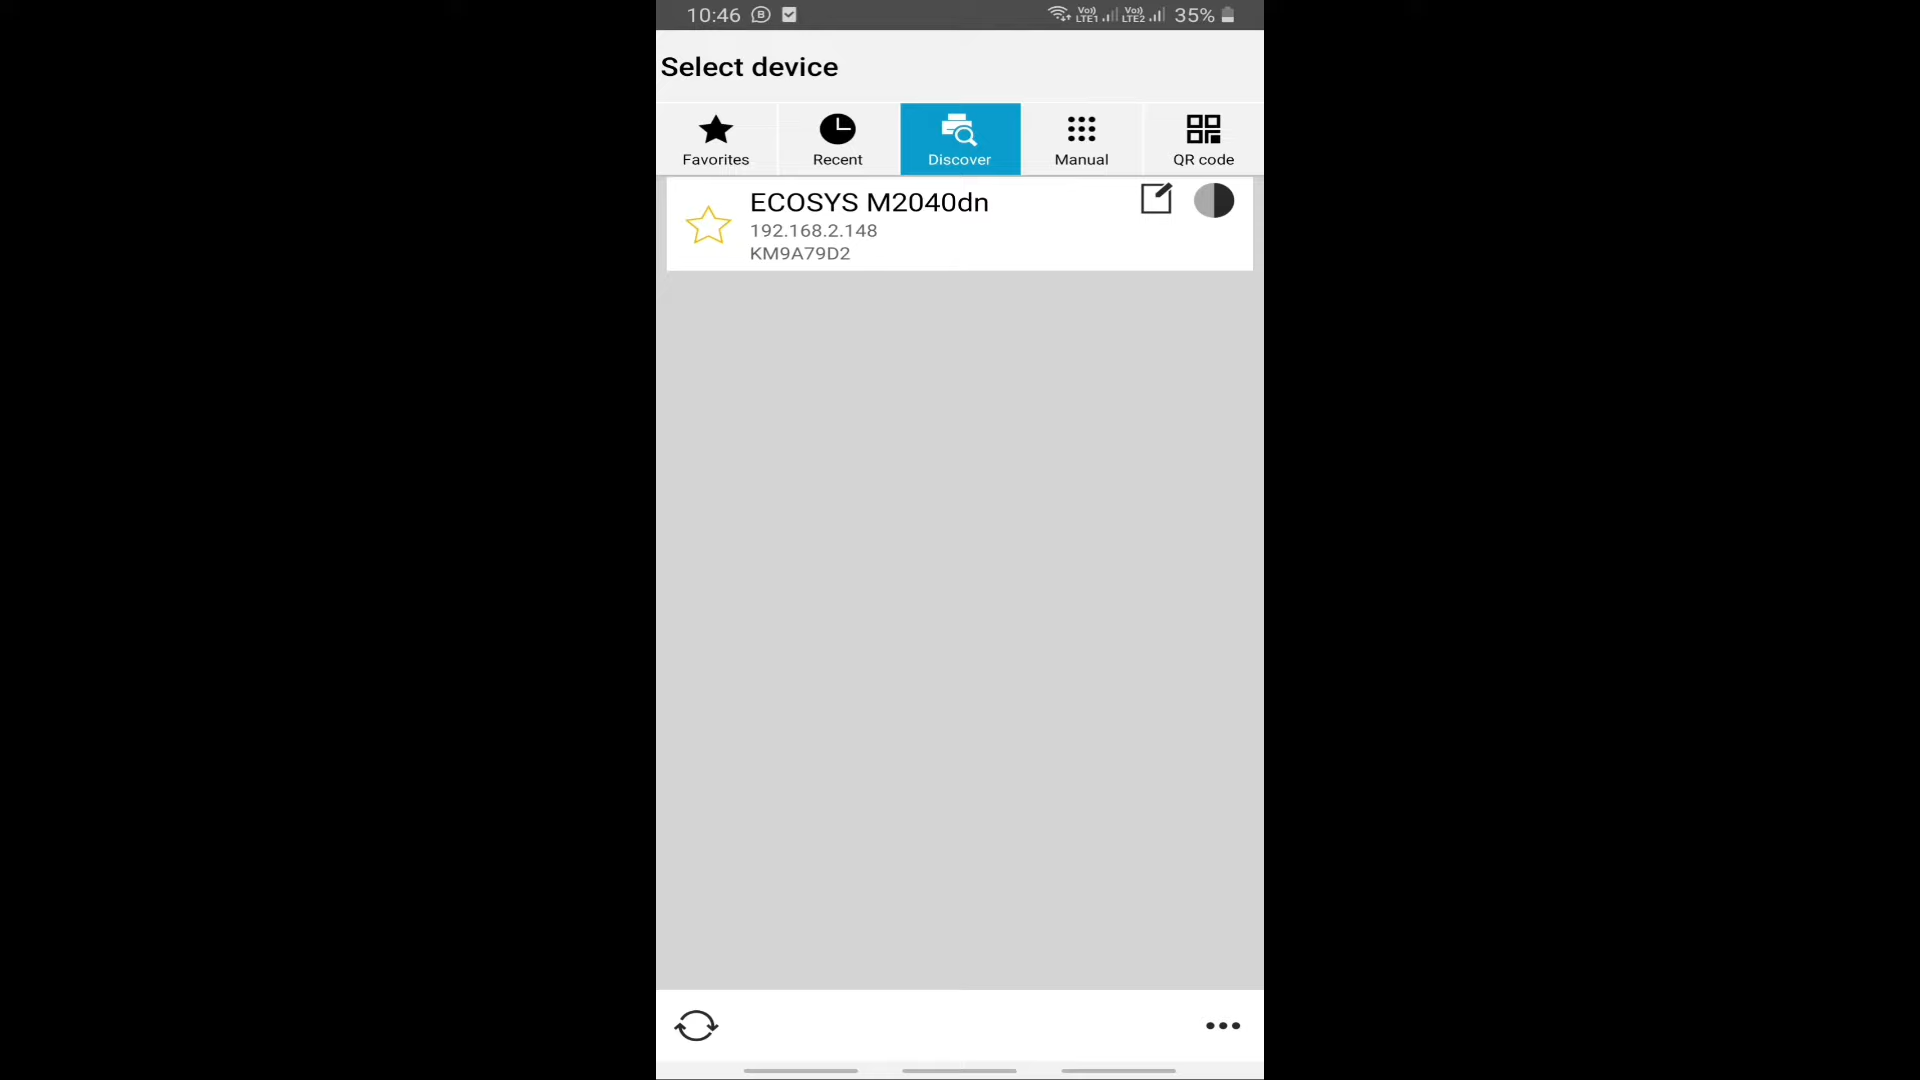 10:46 35%
Select device
Favorites Recent Discover Manual QR code
ECOSYS M2040dn
192.168.2.148
KM9A79D2